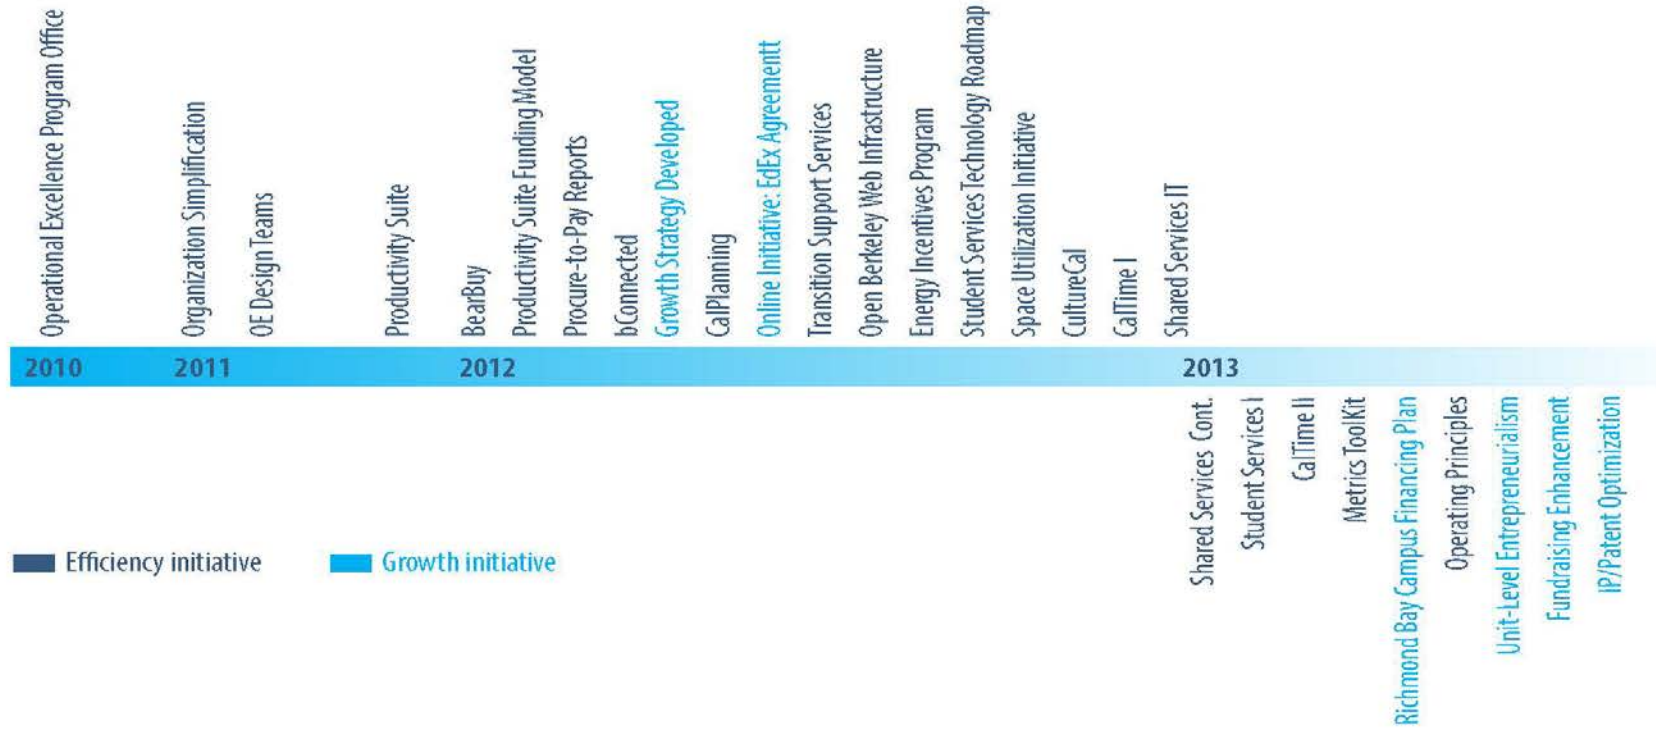 Operational Excellence Program Office
Organization Simplification
OE Design Teams
Productivity Suite
BearBuy
Productivity Suite Funding Model
Procure-to-Pay Reports
bConnected
Growth Strategy Developed
CalPlanning
Online Initiative: EdEx Agreementt
Transition Support Services
Open Berkeley Web Infrastructure
Energy Incentives Program
Student Services Technology Roadmap
Space Utilization Initiative
CultureCal
CalTime I
Shared Services IT
2010
2011
2012
2013
Shared Services Cont.
Student Services I
CalTime II
Metrics ToolKit
Richmond Bay Campus Financing Plan
Operating Principles
Unit-Level Entrepreneurialism
Fundraising Enhancement
IP/Patent Optimization
Efficiency initiative
Growth initiative